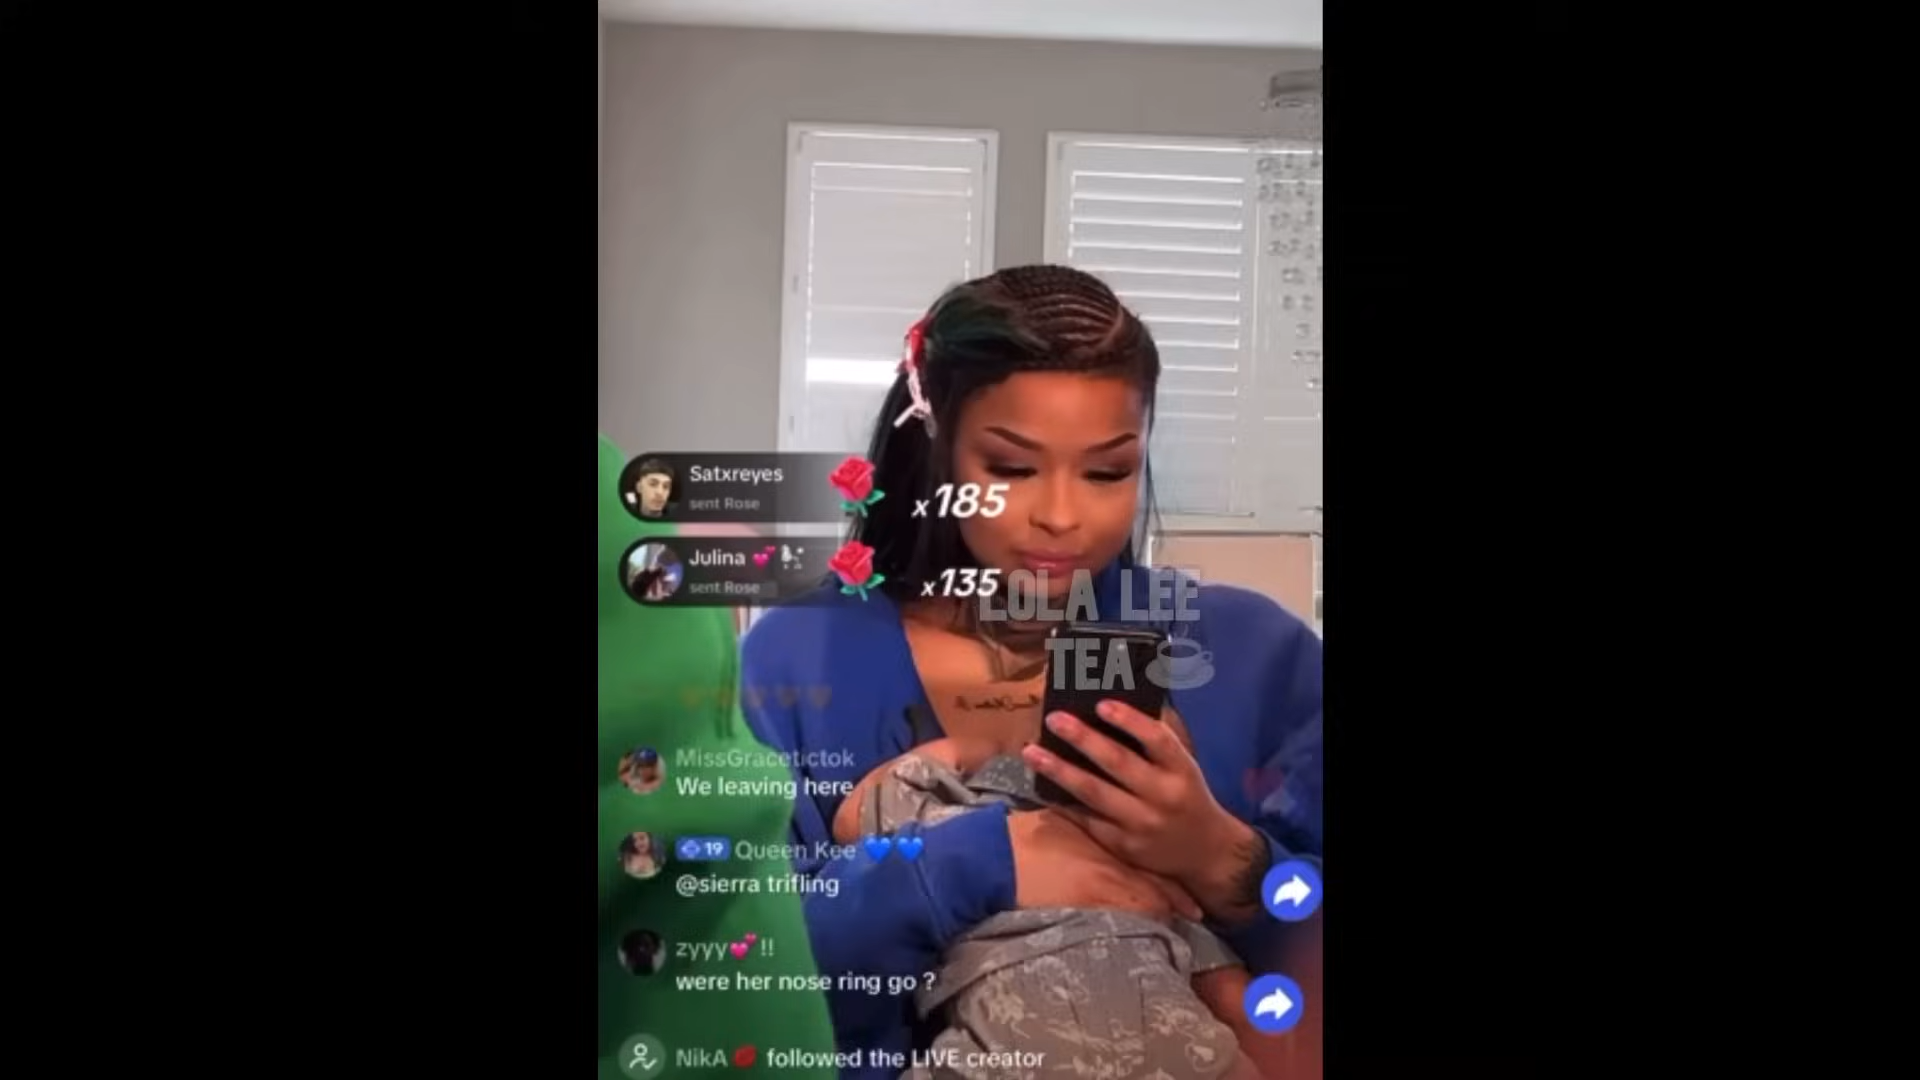 Satxreyes
sent Rose
x185
Julina 💕
sent Rose
x135
LOLA LEE
TEA
MissGracetictok
We leaving here
19 Queen Kee 💙💙
@sierra trifling
zyyy💕!!
were her nose ring go ?
NikA 💋 followed the LIVE creator